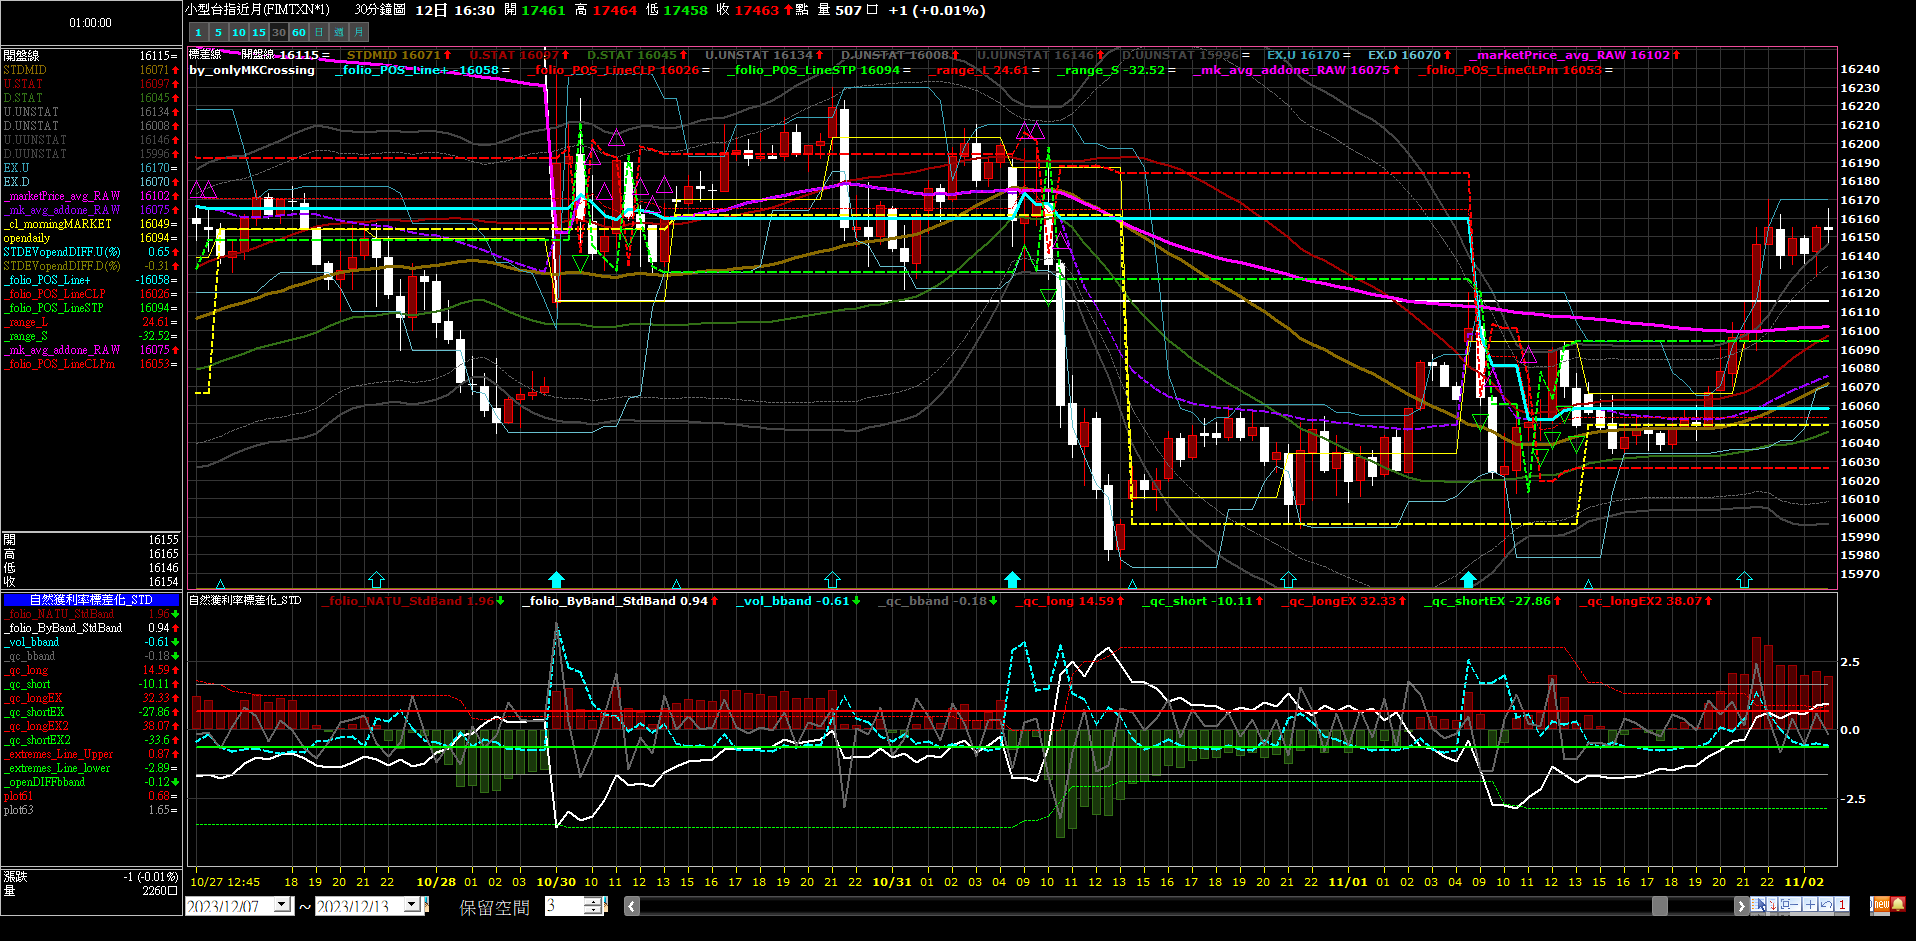 小型台指近月(FIMTXN*1) 30分鐘圖 12日 16:30 開 17461 高 17464 低 17458 收 17463 點 量 507 口 +1 (+0.01%)
01:00:00
1 5 10 15 30 60 日 週 月
開盤線 16115=
STDMID 16071
U.STAT 16097
D.STAT 16045
U.UNSTAT 16134
D.UNSTAT 16008
U.UUNSTAT 16146
D.UUNSTAT 15996
EX.U 16170=
EX.D 16070
_marketPrice_avg_RAW 16102
_mk_avg_addona_RAW 16075
_cl_morningMARKET 16049=
opendaily 16094=
STDEVopendDIFF.U(%) 0.65
STDEVopendDIFF.D(%) -0.31
_folio_POS_Line+ -16058=
_folio_POS_LineCLP 16026=
_folio_POS_LineSTP 16094=
_range_L 24.61=
_range_S -32.52=
_mk_avg_addona_RAW 16075
_folio_POS_LineCLPm 16053=
開 16155
高 16165
低 16146
收 16154
自然獲利率標差化_STD
_folio_NATU_StdBand 1.96
_folio_ByBand_StdBand 0.94
_vol_bband -0.61
_qc_bband -0.18
_qc_long 14.59
_qc_short -10.11
_qc_longEX 32.33
_qc_shortEX -27.86
_qc_longEX2 38.07
_qc_shortEX2 -33.6
_extremes_Line_Upper 0.87
_extremes_Line_lower -2.89=
_openDIFFbband -0.12
plot61 0.68=
plot63 1.65=
漲跌 -1 (-0.01%)
量 2260口
標差線 開盤線 16115= STDMID 16071 U.STAT 16097 D.STAT 16045 U.UNSTAT 16134 D.UNSTAT 16008 U.UUNSTAT 16146 D.UUNSTAT 15996 = EX.U 16170 = EX.D 16070 _marketPrice_avg_RAW 16102
by_onlyMKCrossing _folio_POS_Line+ -16058 = _folio_POS_LineCLP 16026 = _folio_POS_LineSTP 16094 = _range_L 24.61 = _range_S -32.52 = _mk_avg_addone_RAW 16075 _folio_POS_LineCLPm 16053 =
16240
16230
16220
16210
16200
16190
16180
16170
16160
16150
16140
16130
16120
16110
16100
16090
16080
16070
16060
16050
16040
16030
16020
16010
16000
15990
15980
15970
自然獲利率標差化_STD _folio_NATU_StdBand 1.96 _folio_ByBand_StdBand 0.94 _vol_bband -0.61 _qc_bband -0.18 _qc_long 14.59 _qc_short -10.11 _qc_longEX 32.33 _qc_shortEX -27.86 _qc_longEX2 38.07
2.5
0.0
-2.5
10/27 12:45 18 19 20 21 22 10/28 01 02 03 10/30 10 11 12 13 15 16 17 18 19 20 21 22 10/31 01 02 03 04 09 10 11 12 13 15 16 17 18 19 20 21 22 11/01 01 02 03 04 09 10 11 12 13 15 16 17 18 19 20 21 22 11/02
2023/12/07 ~ 2023/12/13 保留空間 3
1 new